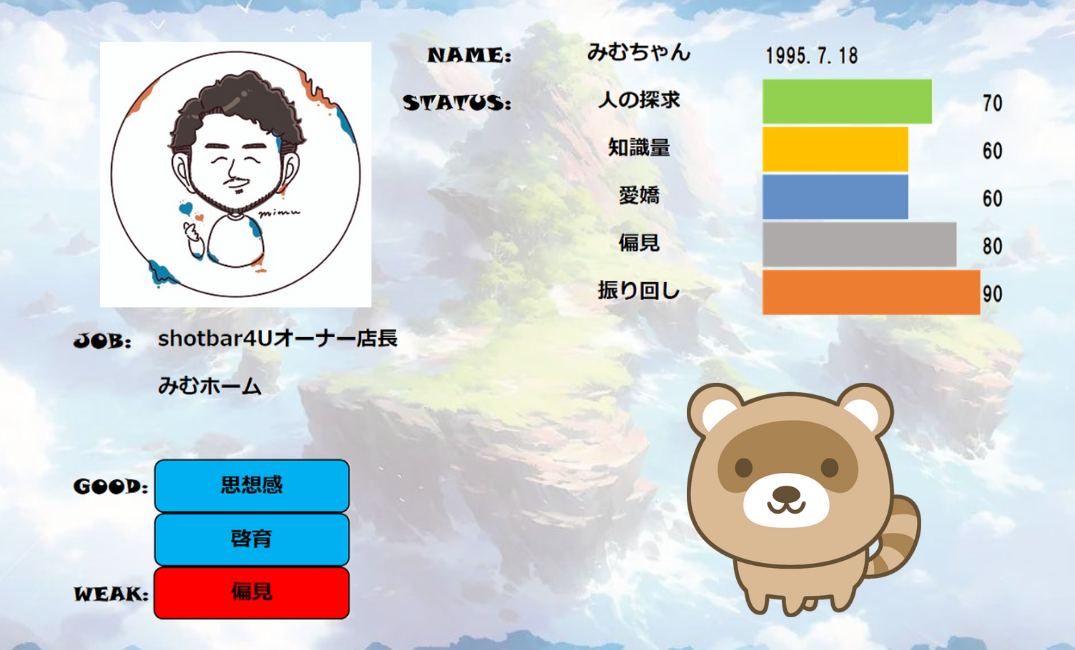 NAME: みむちゃん 1995.7.18
STATUS: 人の探求 70
知識量 60
愛嬌 60
偏見 80
振り回し 90
mimu
JOB: shotbar4Uオーナー店長
みむホーム
GOOD: 思想感
啓育
WEAK: 偏見